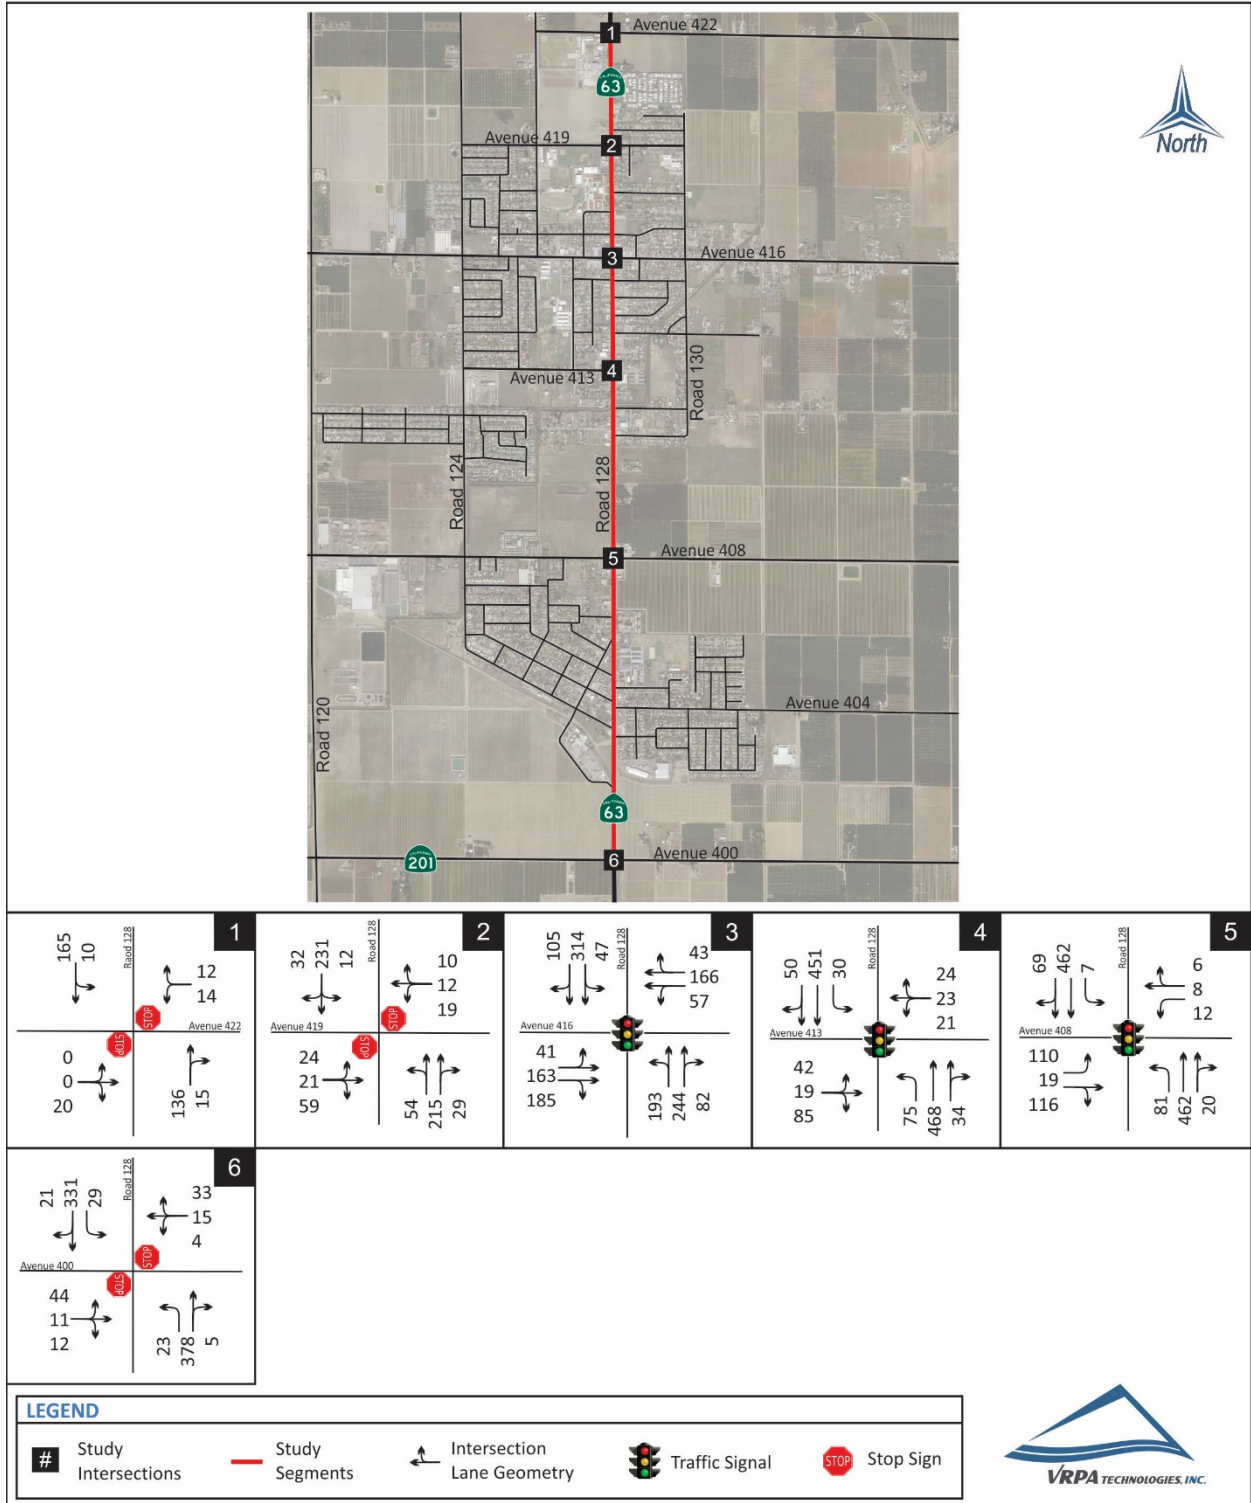 1
Avenue 422
CALIFORNIA
63
North
Avenue 419
2
3
Avenue 416
Avenue 413
4
Road 130
Road 124
Road 128
5
Avenue 408
Avenue 404
Road 120
CALIFORNIA
63
CALIFORNIA
201
6
Avenue 400
1
Raod 128
165
10
12
14
STOP
Avenue 422
STOP
0
0
20
136
15
2
Road 128
32
231
12
10
12
19
STOP
Avenue 419
STOP
24
21
59
54
215
29
3
Road 128
105
314
47
43
166
57
Avenue 416
41
163
185
193
244
82
4
Road 128
50
451
30
24
23
21
Avenue 413
42
19
85
75
468
34
5
Road 128
69
462
7
6
8
12
Avenue 408
110
19
116
81
462
20
6
Road 128
21
331
29
33
15
4
STOP
Avenue 400
STOP
44
11
12
23
378
5
LEGEND
#
Study
Intersections
Study
Segments
Intersection
Lane Geometry
Traffic Signal
STOP
Stop Sign
VRPA TECHNOLOGIES, INC.